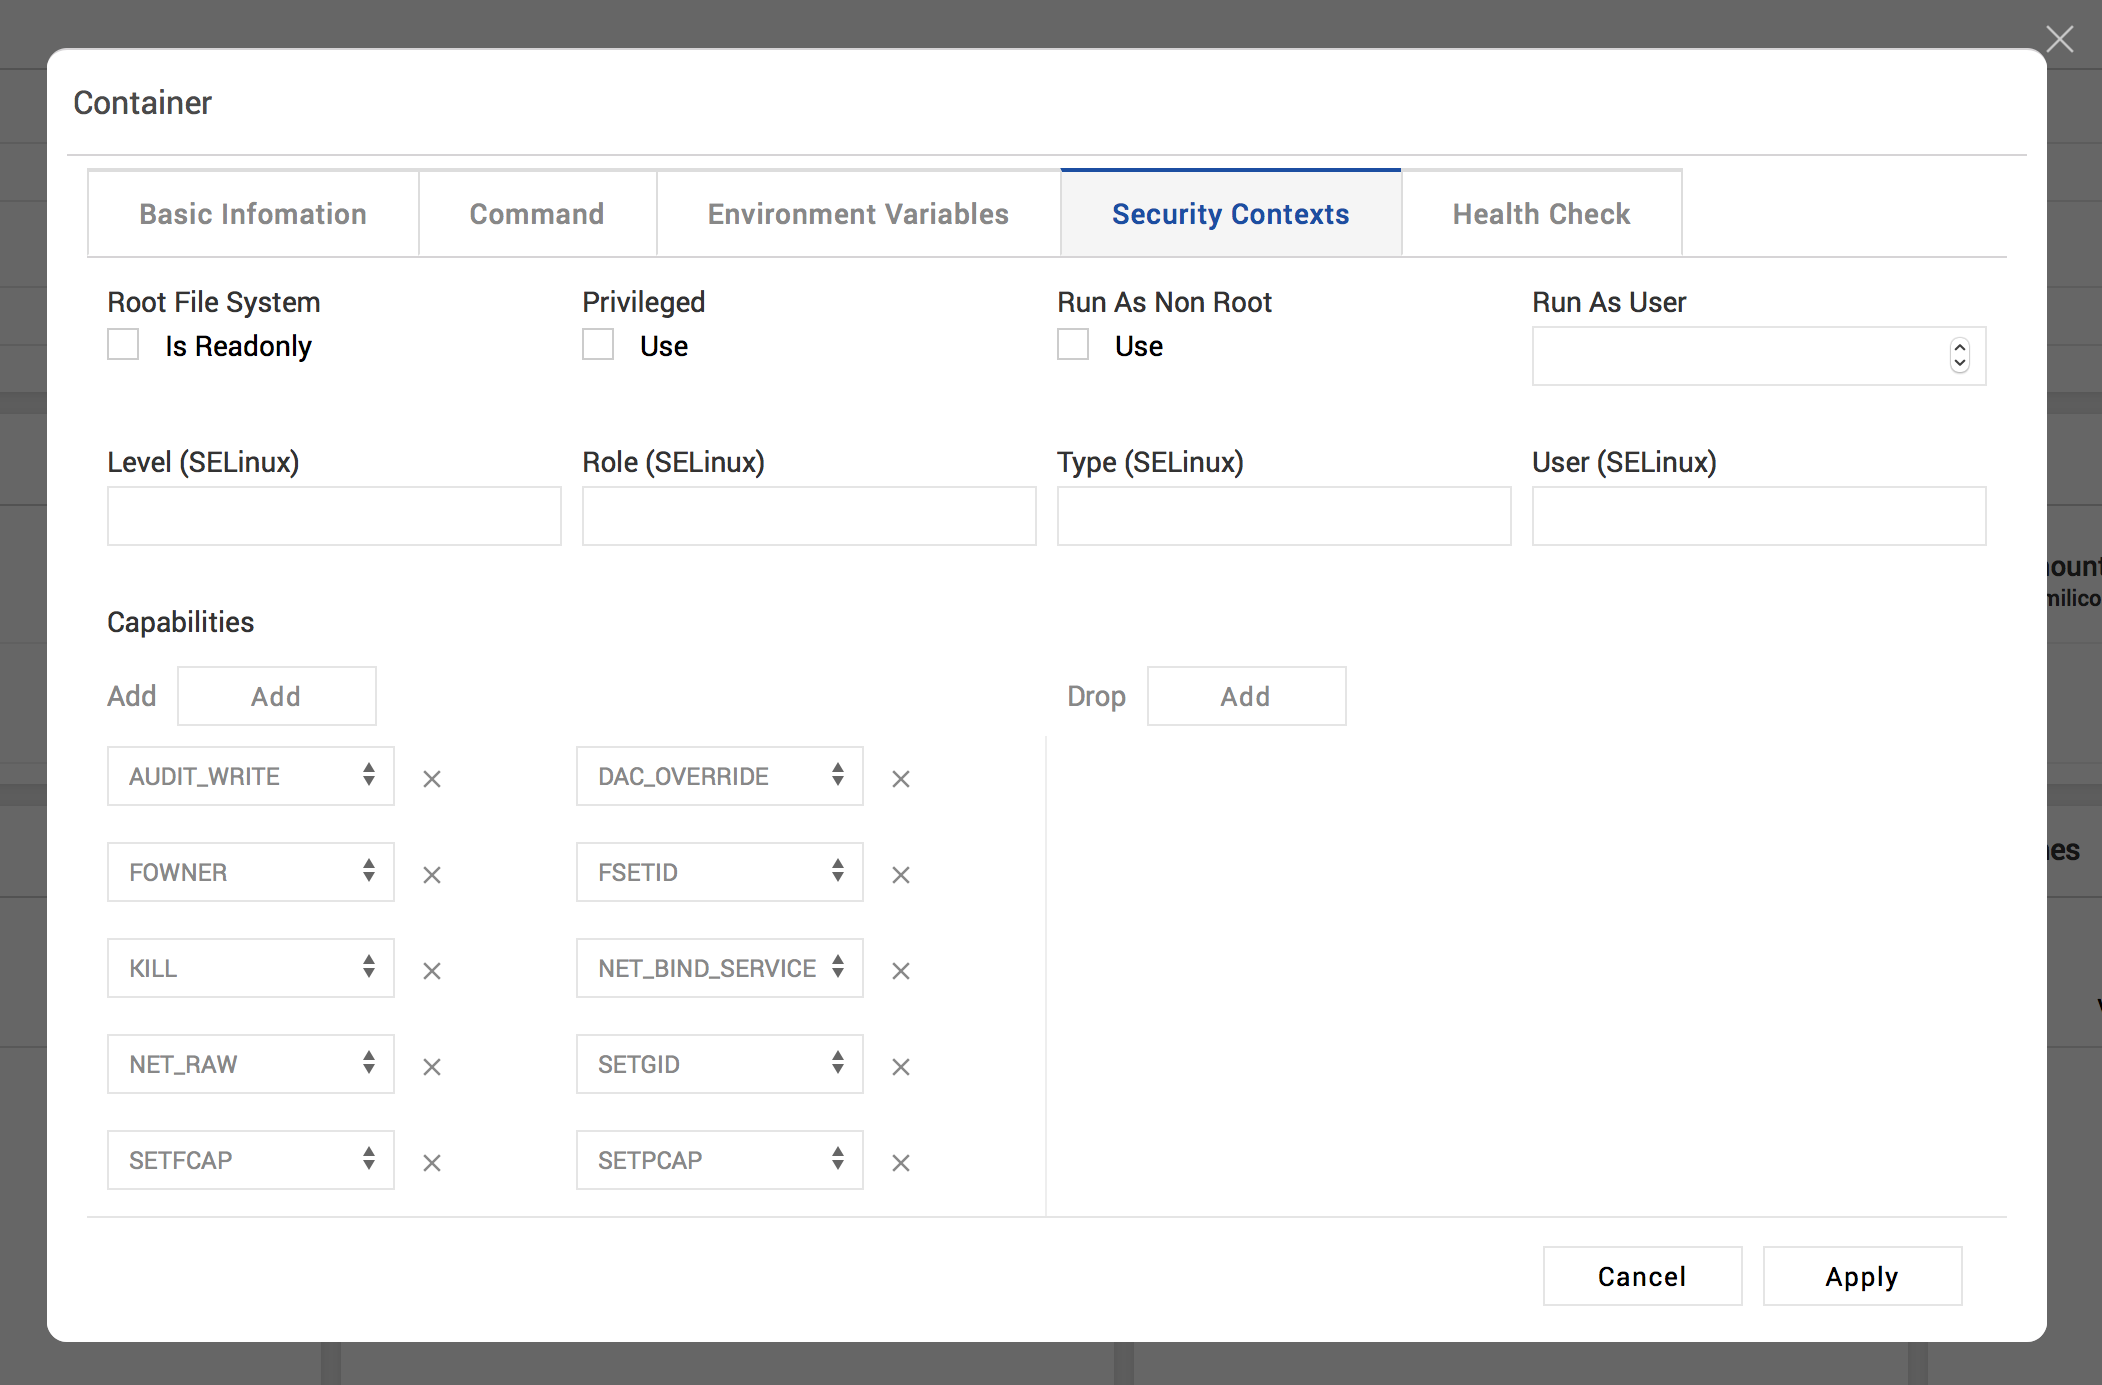 Container
Basic Infomation
Command
Environment Variables
Security Contexts
Health Check
Root File System
Is Readonly
Privileged
Use
Run As Non Root
Use
Run As User
Level (SELinux)
Role (SELinux)
Type (SELinux)
User (SELinux)
Capabilities
Add
Add
Drop
Add
AUDIT_WRITE
DAC_OVERRIDE
FOWNER
FSETID
KILL
NET_BIND_SERVICE
NET_RAW
SETGID
SETFCAP
SETPCAP
Cancel
Apply